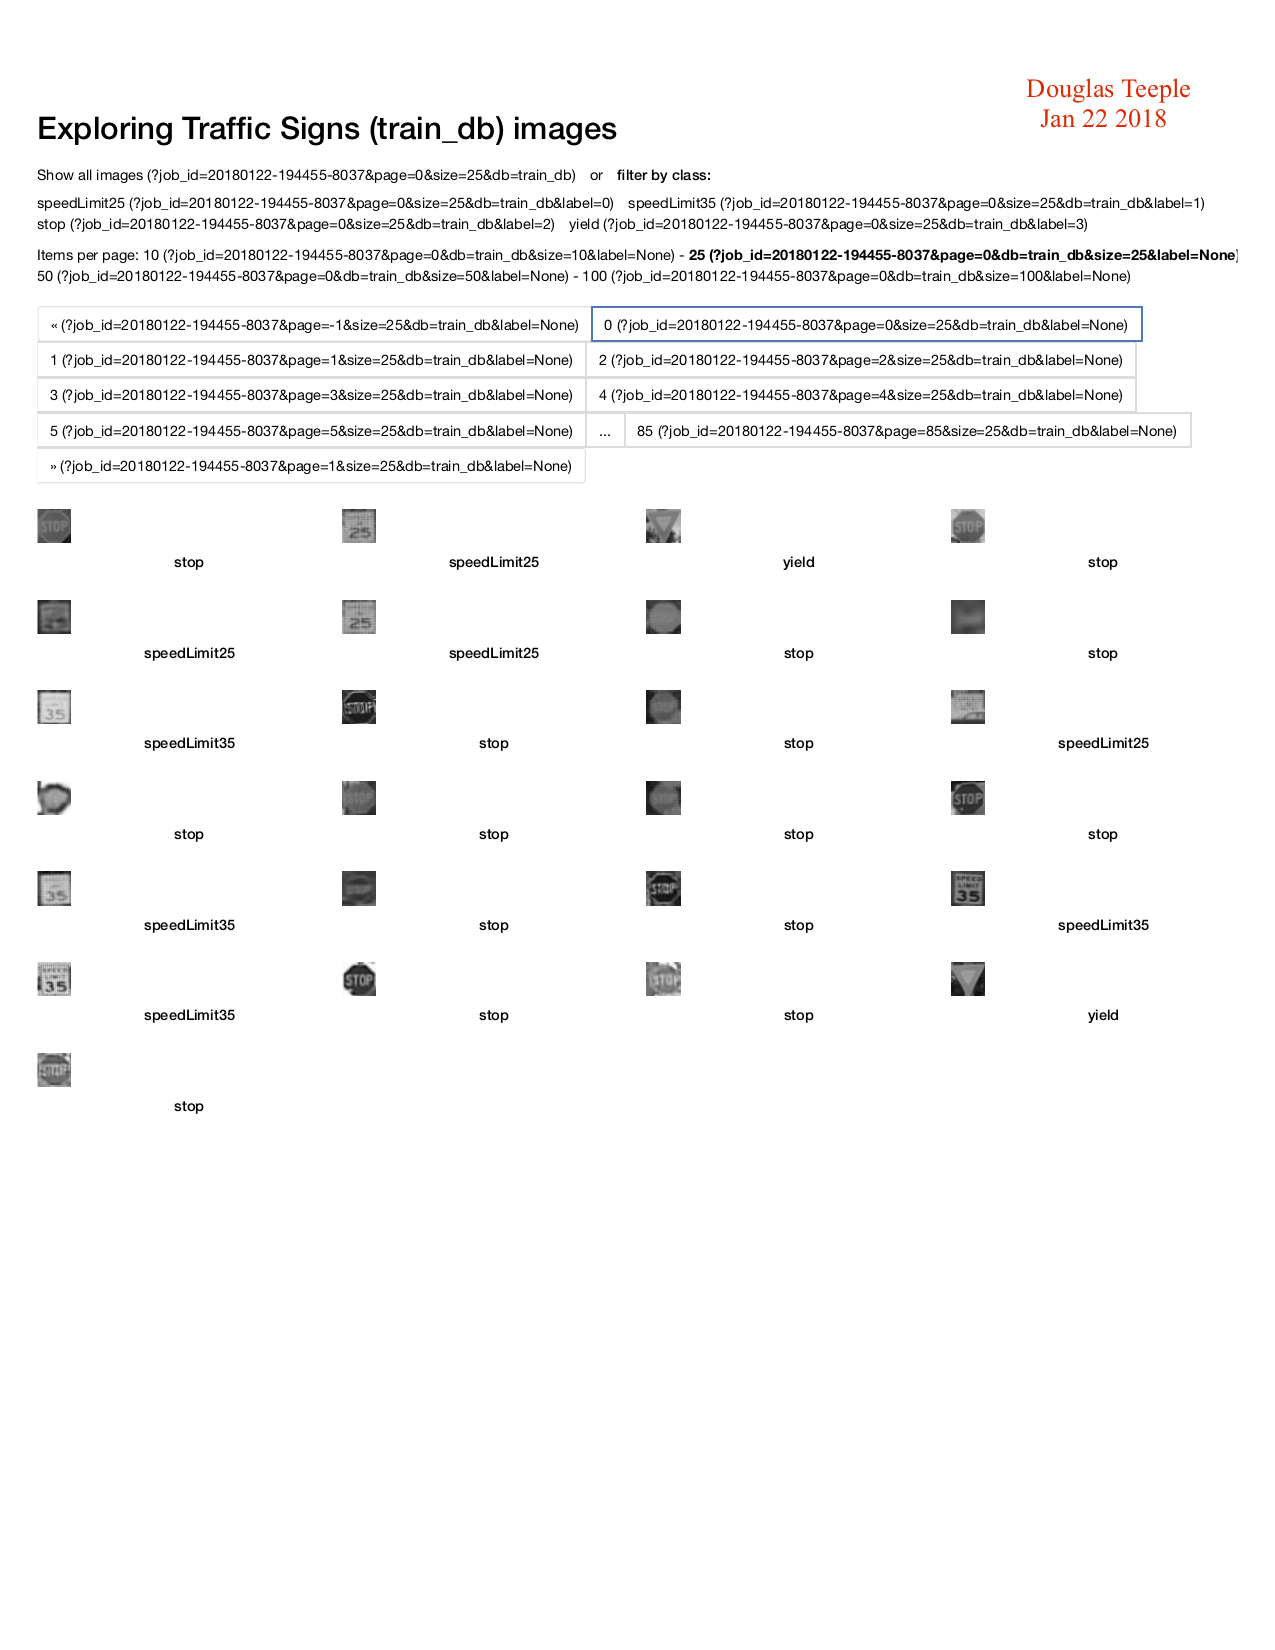 Douglas Teeple
Jan 22 2018
Exploring Traffic Signs (train_db) images
Show all images (?job_id=20180122-194455-8037&page=0&size=25&db=train_db) or filter by class:
speedLimit25 (?job_id=20180122-194455-8037&page=0&size=25&db=train_db&label=0) speedLimit35 (?job_id=20180122-194455-8037&page=0&size=25&db=train_db&label=1)
stop (?job_id=20180122-194455-8037&page=0&size=25&db=train_db&label=2) yield (?job_id=20180122-194455-8037&page=0&size=25&db=train_db&label=3)
Items per page: 10 (?job_id=20180122-194455-8037&page=0&db=train_db&size=10&label=None) - 25 (?job_id=20180122-194455-8037&page=0&db=train_db&size=25&label=None)
50 (?job_id=20180122-194455-8037&page=0&db=train_db&size=50&label=None) - 100 (?job_id=20180122-194455-8037&page=0&db=train_db&size=100&label=None)
« (?job_id=20180122-194455-8037&page=-1&size=25&db=train_db&label=None) 0 (?job_id=20180122-194455-8037&page=0&size=25&db=train_db&label=None)
1 (?job_id=20180122-194455-8037&page=1&size=25&db=train_db&label=None) 2 (?job_id=20180122-194455-8037&page=2&size=25&db=train_db&label=None)
3 (?job_id=20180122-194455-8037&page=3&size=25&db=train_db&label=None) 4 (?job_id=20180122-194455-8037&page=4&size=25&db=train_db&label=None)
5 (?job_id=20180122-194455-8037&page=5&size=25&db=train_db&label=None) ... 85 (?job_id=20180122-194455-8037&page=85&size=25&db=train_db&label=None)
» (?job_id=20180122-194455-8037&page=1&size=25&db=train_db&label=None)
STOP 25 STOP
stop speedLimit25 yield stop
25 25
speedLimit25 speedLimit25 stop stop
35 STOP
speedLimit35 stop stop speedLimit25
STOP STOP
stop stop stop stop
35 STOP SPEED LIMIT 35
speedLimit35 stop stop speedLimit35
SPEED LIMIT 35 STOP STOP
speedLimit35 stop stop yield
STOP
stop